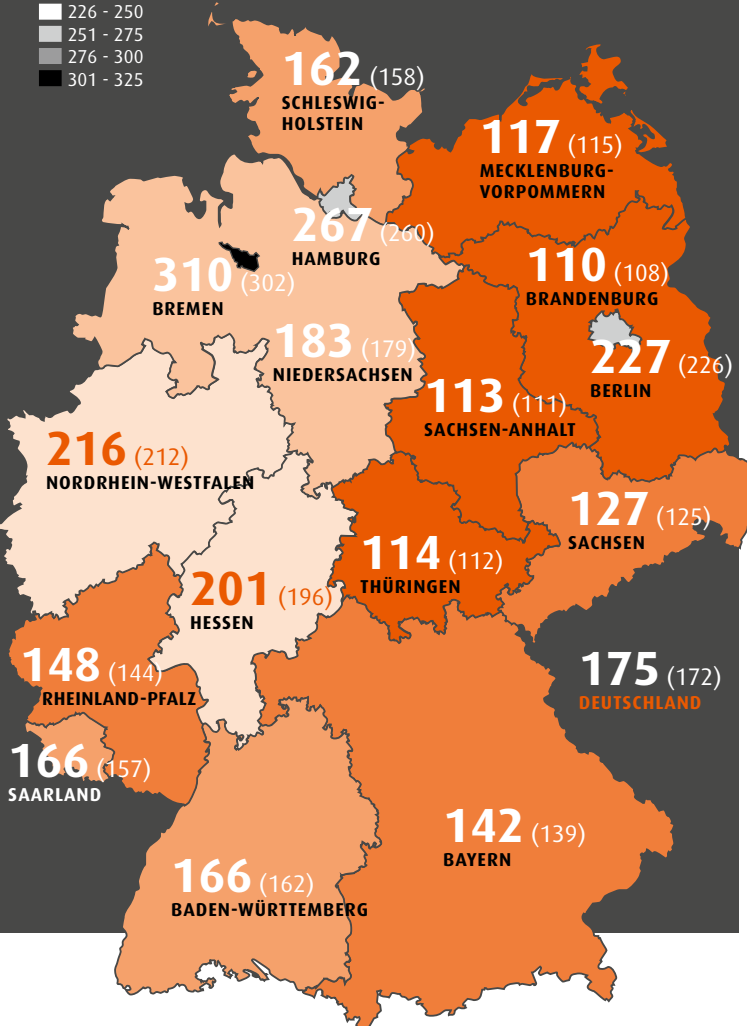 226 - 250
251 - 275
276 - 300
301 - 325
162 (158)
SCHLESWIG-
HOLSTEIN
117 (115)
MECKLENBURG-
VORPOMMERN
267 (260)
HAMBURG
310 (302)
BREMEN
110 (108)
BRANDENBURG
183 (179)
NIEDERSACHSEN
227 (226)
BERLIN
113 (111)
SACHSEN-ANHALT
216 (212)
NORDRHEIN-WESTFALEN
127 (125)
SACHSEN
114 (112)
THÜRINGEN
201 (196)
HESSEN
148 (144)
RHEINLAND-PFALZ
175 (172)
DEUTSCHLAND
166 (157)
SAARLAND
142 (139)
BAYERN
166 (162)
BADEN-WÜRTTEMBERG